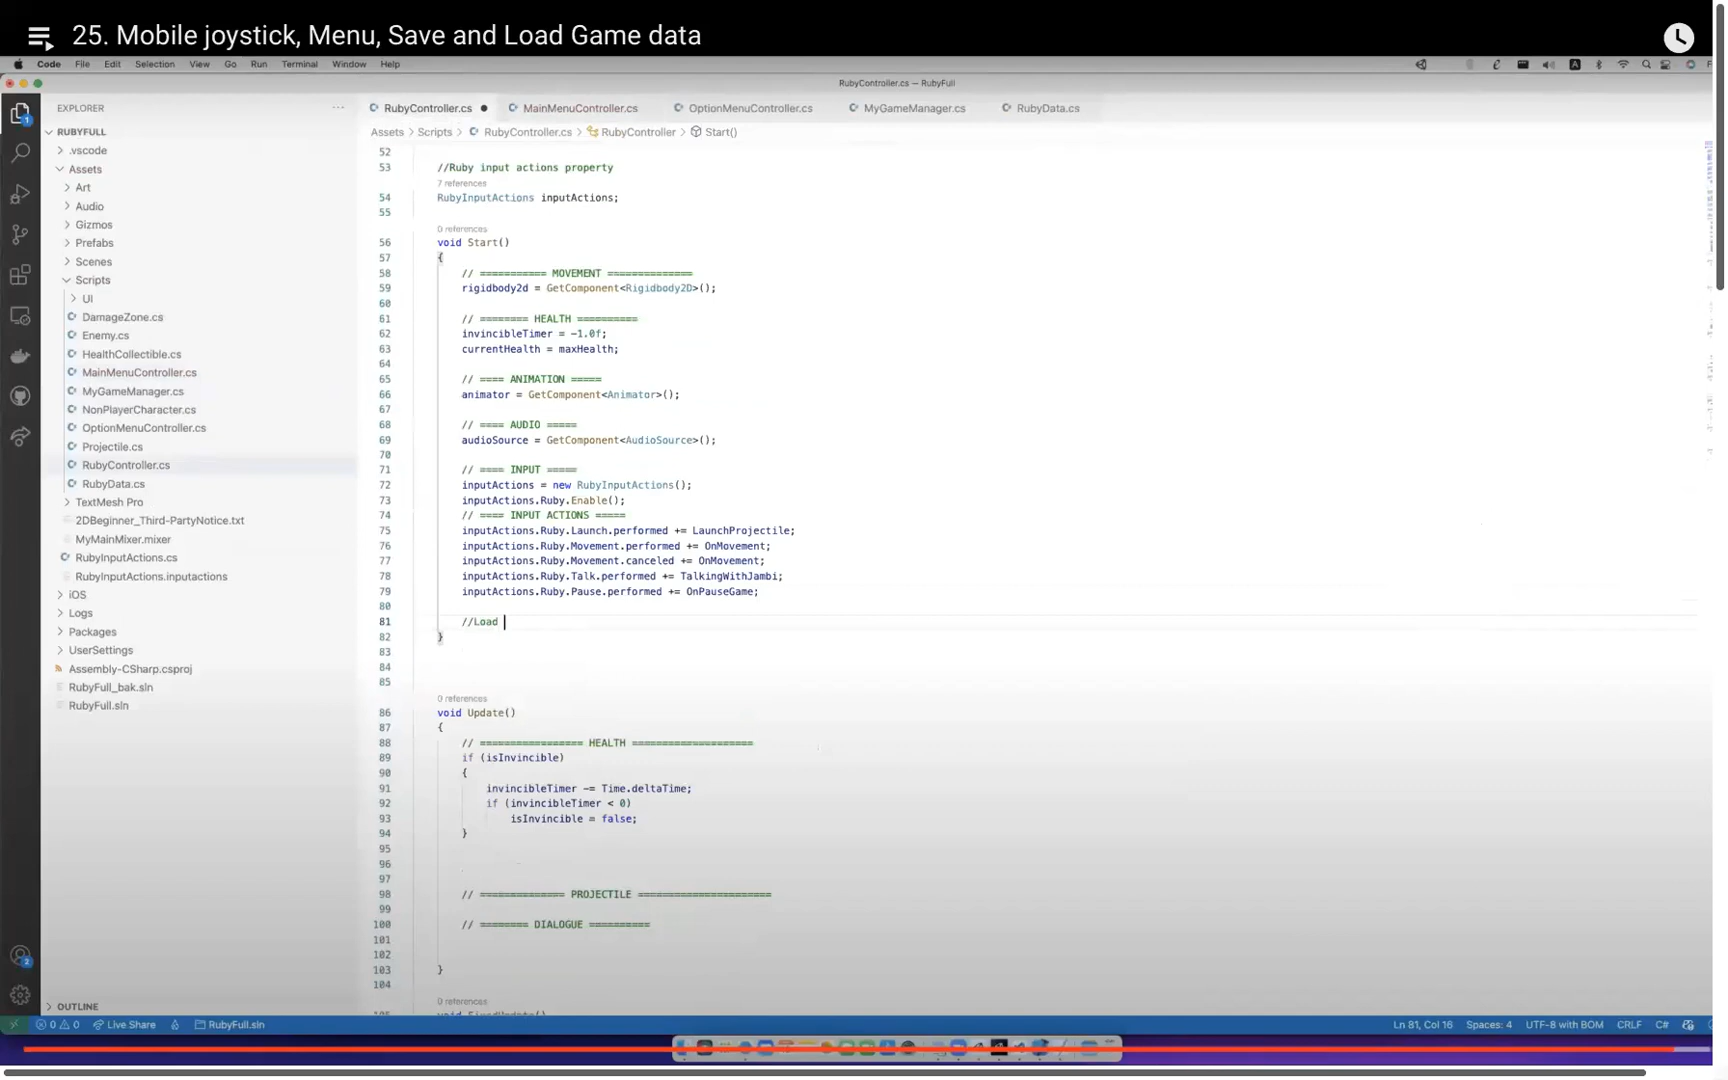 25. Mobile joystick, Menu, Save and Load Game data
Code File Edit Selection View Go Run Terminal Window Help
RubyController.cs — RubyFull
EXPLORER
RubyController.cs MainMenuController.cs OptionMenuController.cs MyGameManager.cs RubyData.cs
RUBYFULL
Assets > Scripts > RubyController.cs > RubyController > Start()
.vscode
Assets
Art
Audio
Gizmos
Prefabs
Scenes
Scripts
UI
DamageZone.cs
Enemy.cs
HealthCollectible.cs
MainMenuController.cs
MyGameManager.cs
NonPlayerCharacter.cs
OptionMenuController.cs
Projectile.cs
RubyController.cs
RubyData.cs
TextMesh Pro
2DBeginner_Third-PartyNotice.txt
MyMainMixer.mixer
RubyInputActions.cs
RubyInputActions.inputactions
iOS
Logs
Packages
UserSettings
Assembly-CSharp.csproj
RubyFull_bak.sln
RubyFull.sln
OUTLINE
52
53 //Ruby input actions property
7 references
54 RubyInputActions inputActions;
55
0 references
56 void Start()
57 {
58 // =========== MOVEMENT ==============
59 rigidbody2d = GetComponent<Rigidbody2D>();
60
61 // ======== HEALTH ==========
62 invincibleTimer = -1.0f;
63 currentHealth = maxHealth;
64
65 // ==== ANIMATION =====
66 animator = GetComponent<Animator>();
67
68 // ==== AUDIO =====
69 audioSource = GetComponent<AudioSource>();
70
71 // ==== INPUT =====
72 inputActions = new RubyInputActions();
73 inputActions.Ruby.Enable();
74 // ==== INPUT ACTIONS =====
75 inputActions.Ruby.Launch.performed += LaunchProjectile;
76 inputActions.Ruby.Movement.performed += OnMovement;
77 inputActions.Ruby.Movement.canceled += OnMovement;
78 inputActions.Ruby.Talk.performed += TalkingWithJambi;
79 inputActions.Ruby.Pause.performed += OnPauseGame;
80
81 //Load
82 }
83
84
85
0 references
86 void Update()
87 {
88 // ================= HEALTH ====================
89 if (isInvincible)
90 {
91 invincibleTimer -= Time.deltaTime;
92 if (invincibleTimer < 0)
93 isInvincible = false;
94 }
95
96
97
98 // ============== PROJECTILE ======================
99
100 // ======== DIALOGUE ==========
101
102
103 }
104
0 references
0 0 Live Share RubyFull.sln Ln 81, Col 16 Spaces: 4 UTF-8 with BOM CRLF C#